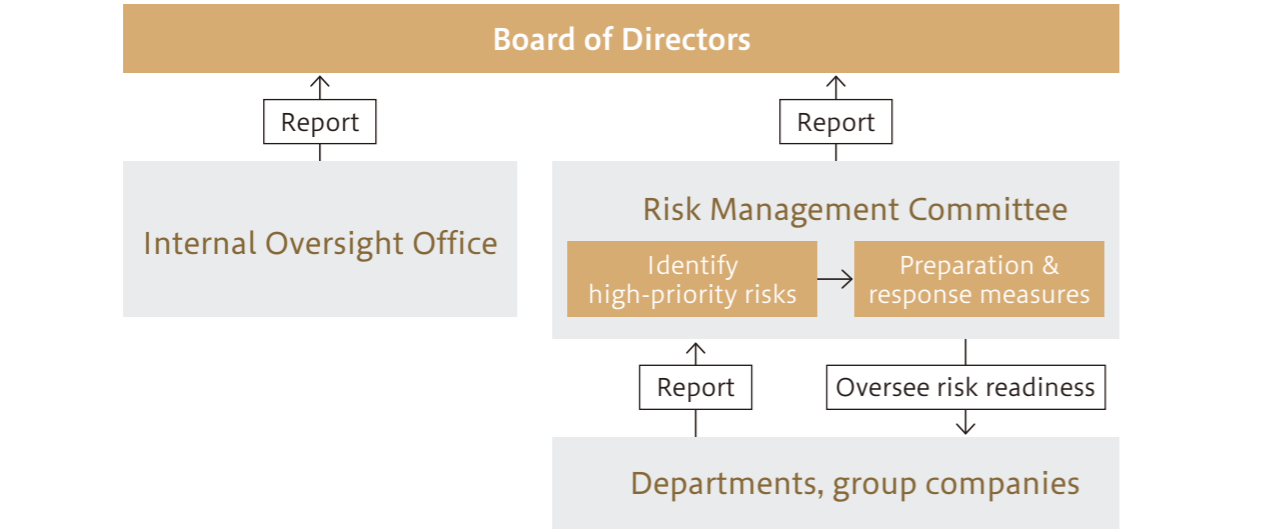 Board of Directors
Report
Report
Internal Oversight Office
Risk Management Committee
Identify
high-priority risks
Preparation &
response measures
Report
Oversee risk readiness
Departments, group companies